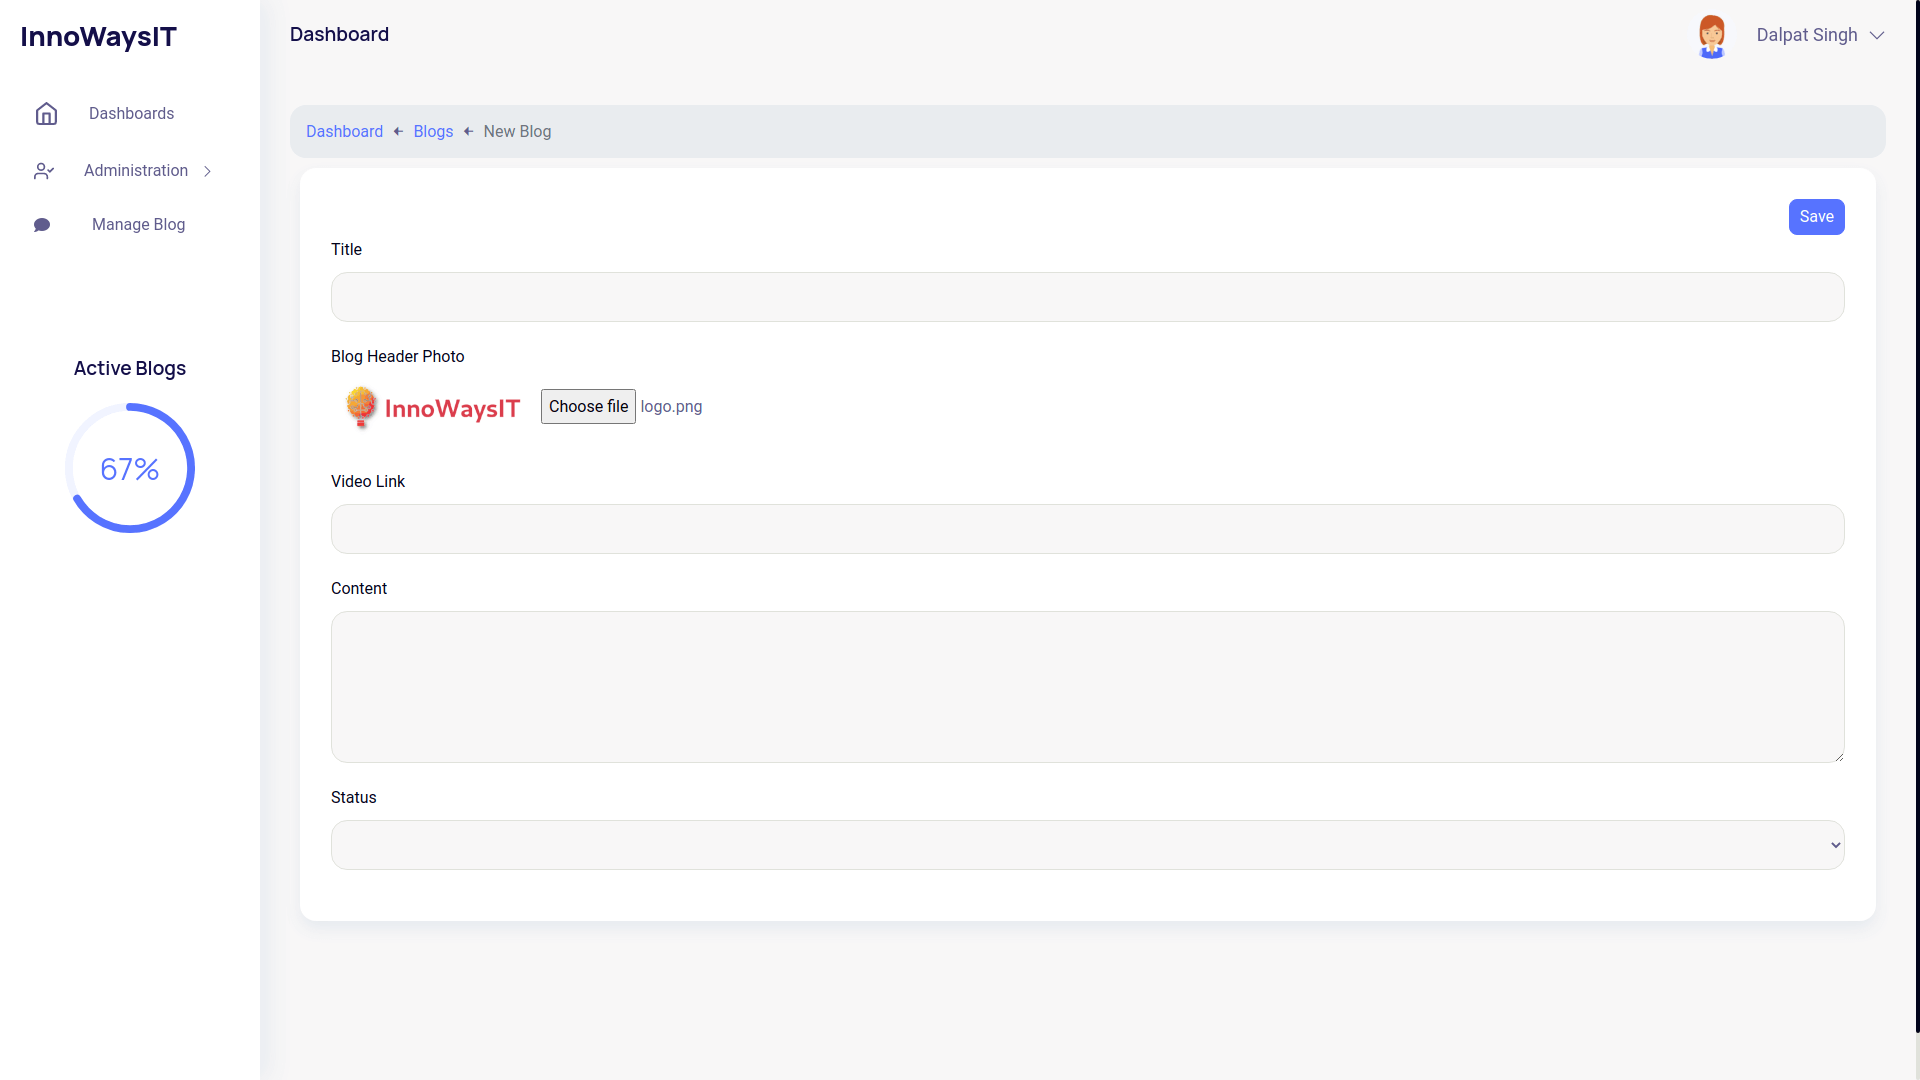 InnoWaysIT
Dashboard
Dalpat Singh
Dashboards
Administration
Manage Blog
Active Blogs
67%
Dashboard
Blogs
New Blog
Save
Title
Blog Header Photo
InnoWaysIT
Choose file
logo.png
Video Link
Content
Status